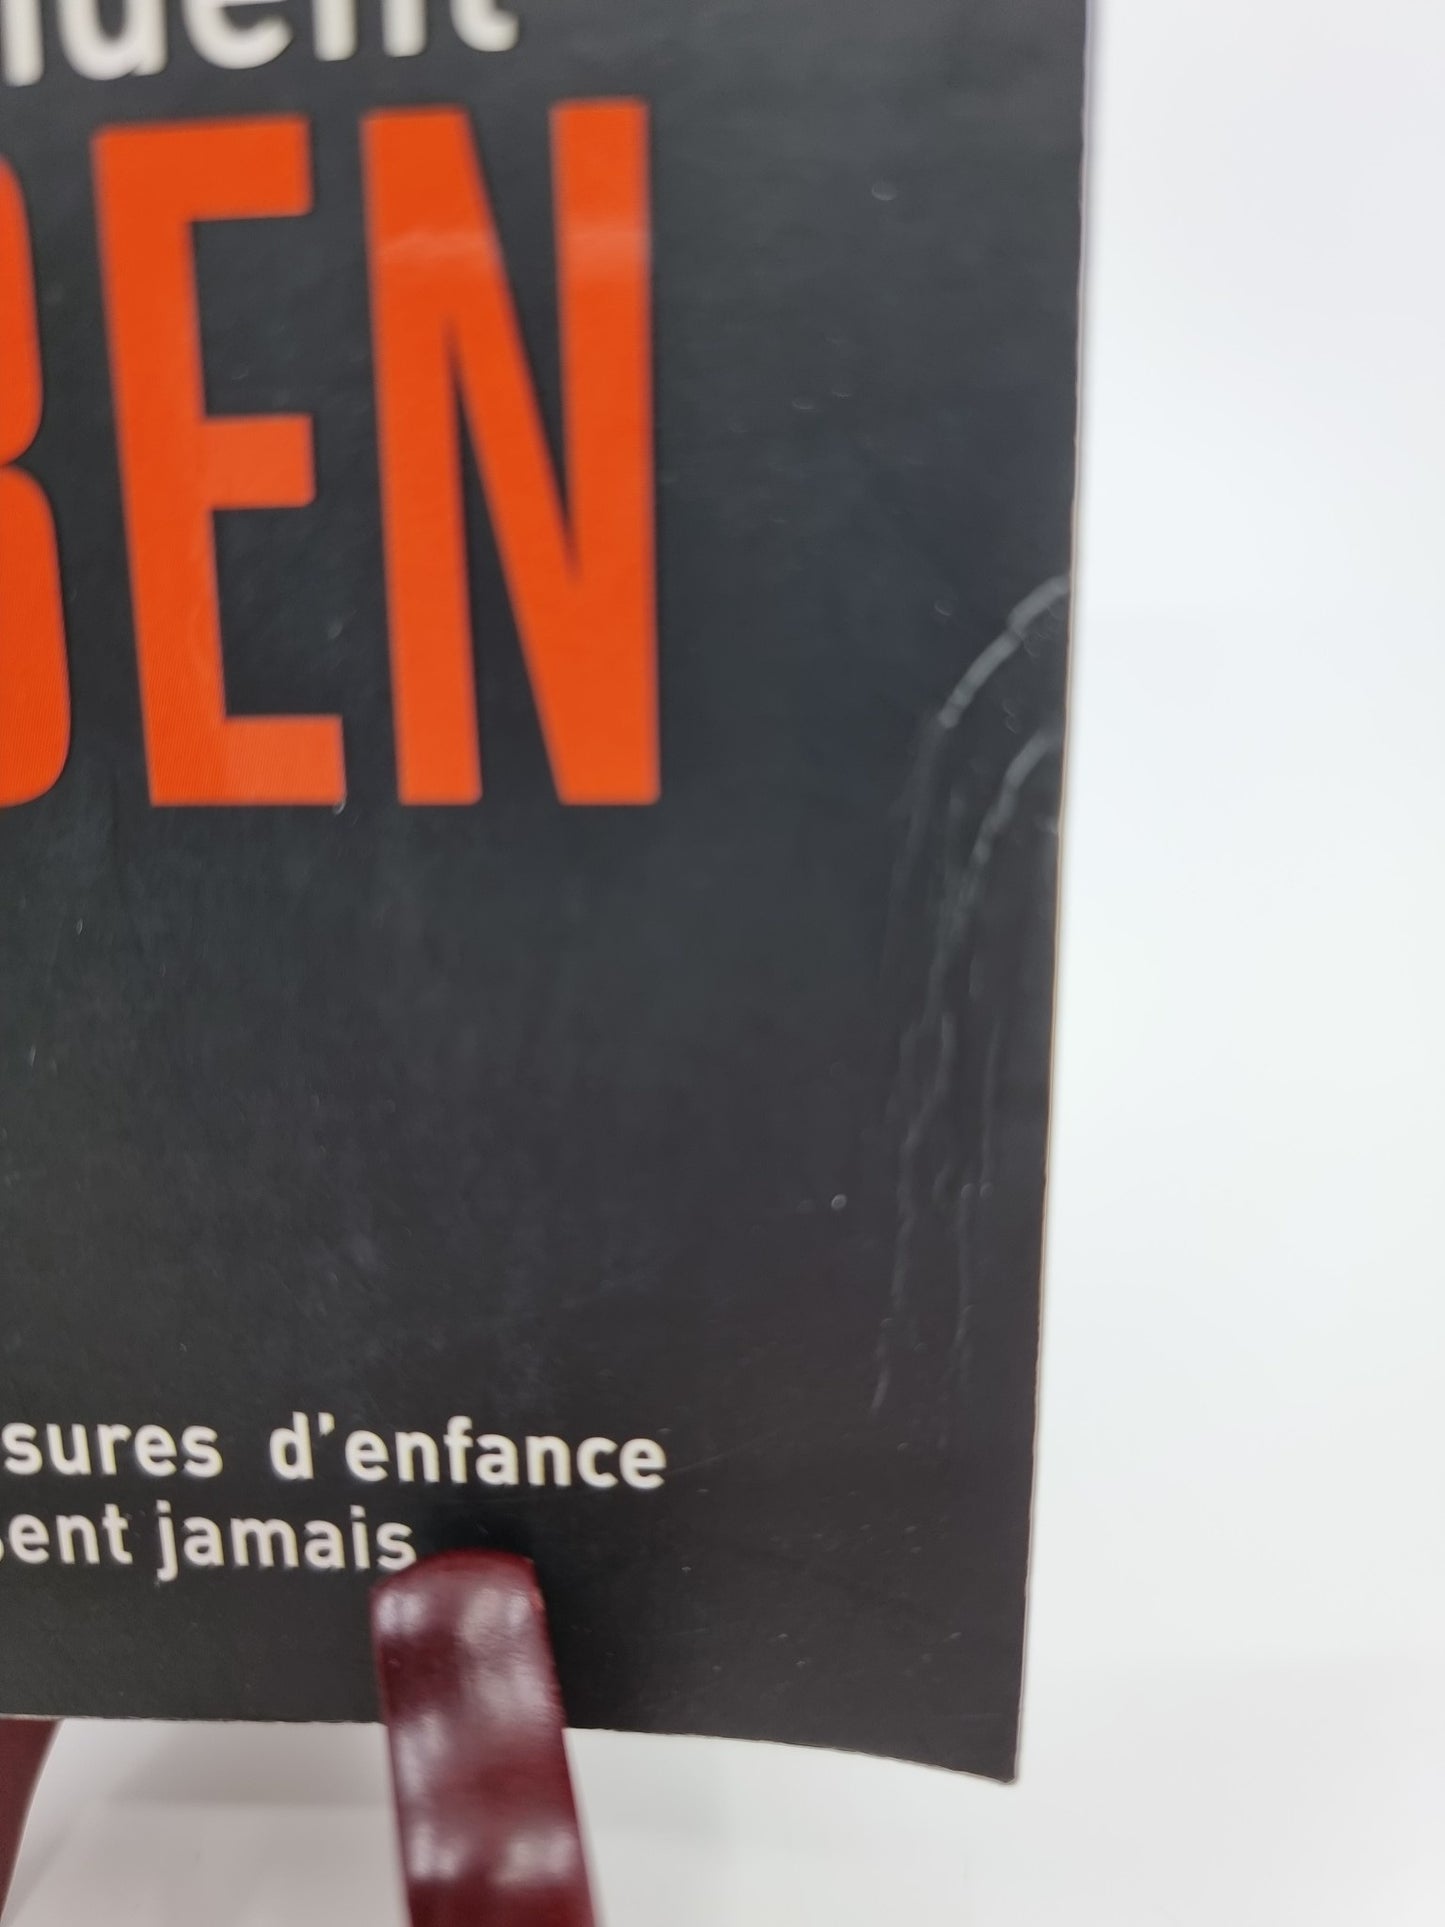 BEN
sures d'enfance
sent jamais